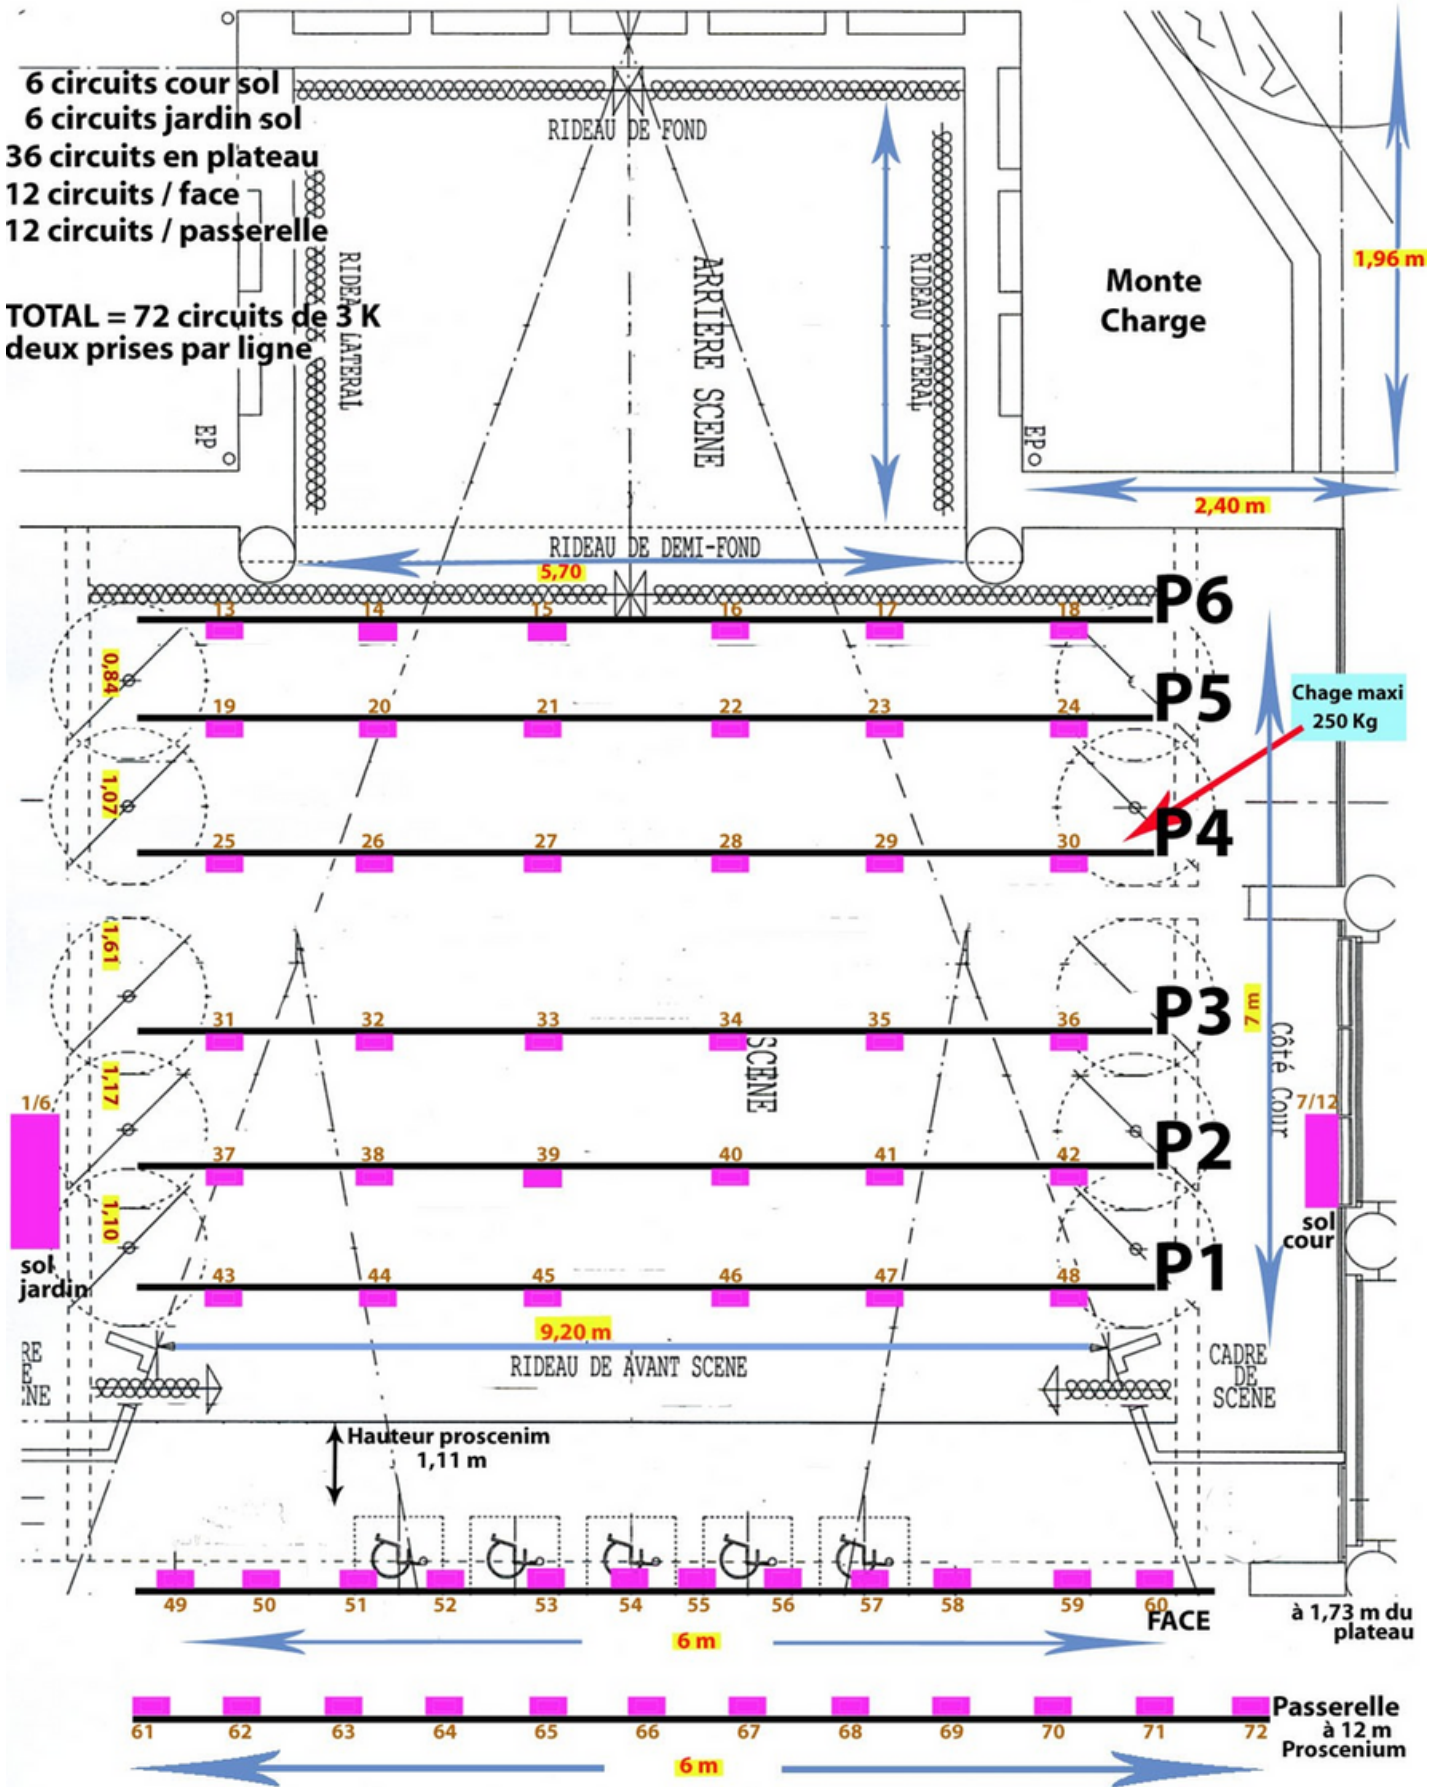 6 circuits cour sol
6 circuits jardin sol
36 circuits en plateau
12 circuits / face
12 circuits / passerelle
TOTAL = 72 circuits de 3 K
deux prises par ligne
RIDEAU DE FOND
RIDEAU LATERAL
ARRIERE SCENE
RIDEAU LATERAL
Monte
Charge
1,96 m
EP
EP
2,40 m
RIDEAU DE DEMI-FOND
5,70
13 14 15 16 17 18
P6
0,84
19 20 21 22 23 24
P5
Chage maxi
250 Kg
1,07
25 26 27 28 29 30
P4
1,61
31 32 33 34 35 36
P3
7 m
SCENE
Côté Cour
1/6
1,17
7/12
37 38 39 40 41 42
P2
1,10
sol
jardin
sol
cour
43 44 45 46 47 48
P1
9,20 m
RIDEAU DE AVANT SCENE
RE
E
NE
CADRE
DE
SCENE
Hauteur proscenim
1,11 m
49 50 51 52 53 54 55 56 57 58 59 60
FACE
à 1,73 m du
plateau
6 m
Passerelle
61 62 63 64 65 66 67 68 69 70 71 72
à 12 m
Proscenium
6 m